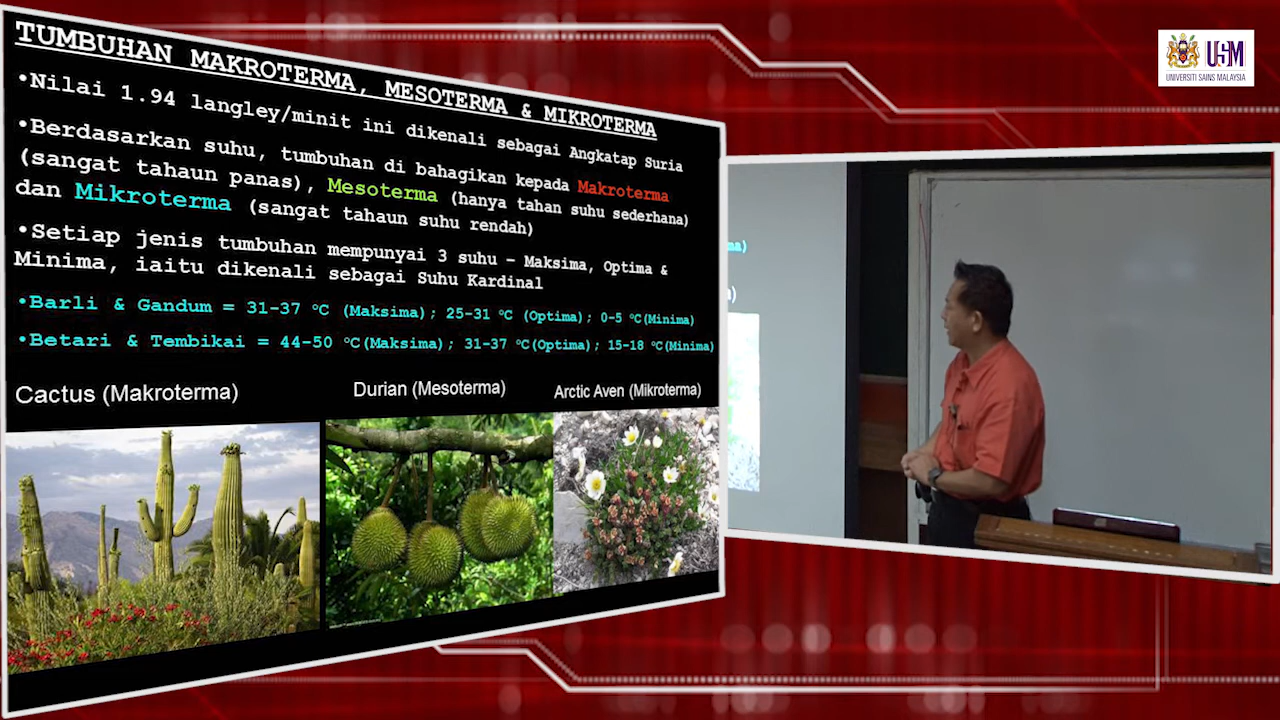 TUMBUHAN MAKROTERMA, MESOTERMA & MIKROTERMA
•Nilai 1.94 langley/minit ini dikenali sebagai Angkatap Suria
•Berdasarkan suhu, tumbuhan di bahagikan kepada Makroterma
(sangat tahaun panas), Mesoterma (hanya tahan suhu sederhana)
dan Mikroterma (sangat tahaun suhu rendah)
•Setiap jenis tumbuhan mempunyai 3 suhu – Maksima, Optima &
Minima, iaitu dikenali sebagai Suhu Kardinal
•Barli & Gandum = 31-37 °C (Maksima); 25-31 °C (Optima); 0-5 °C(Minima)
•Betari & Tembikai = 44-50 °C(Maksima); 31-37 °C(Optima); 15-18 °C(Minima)
Cactus (Makroterma)
Durian (Mesoterma)
Arctic Aven (Mikroterma)
USM
UNIVERSITI SAINS MALAYSIA
ma)
)